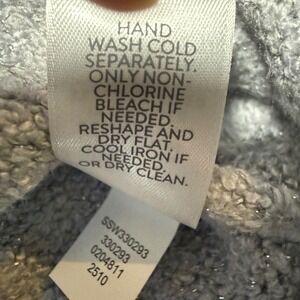 HAND
WASH COLD
SEPARATELY.
ONLY NON-
CHLORINE
BLEACH IF
NEEDED.
RESHAPE AND
DRY FLAT.
COOL IRON IF
NEEDED.
OR DRY CLEAN.
SSW330293
330293
0204811
2510